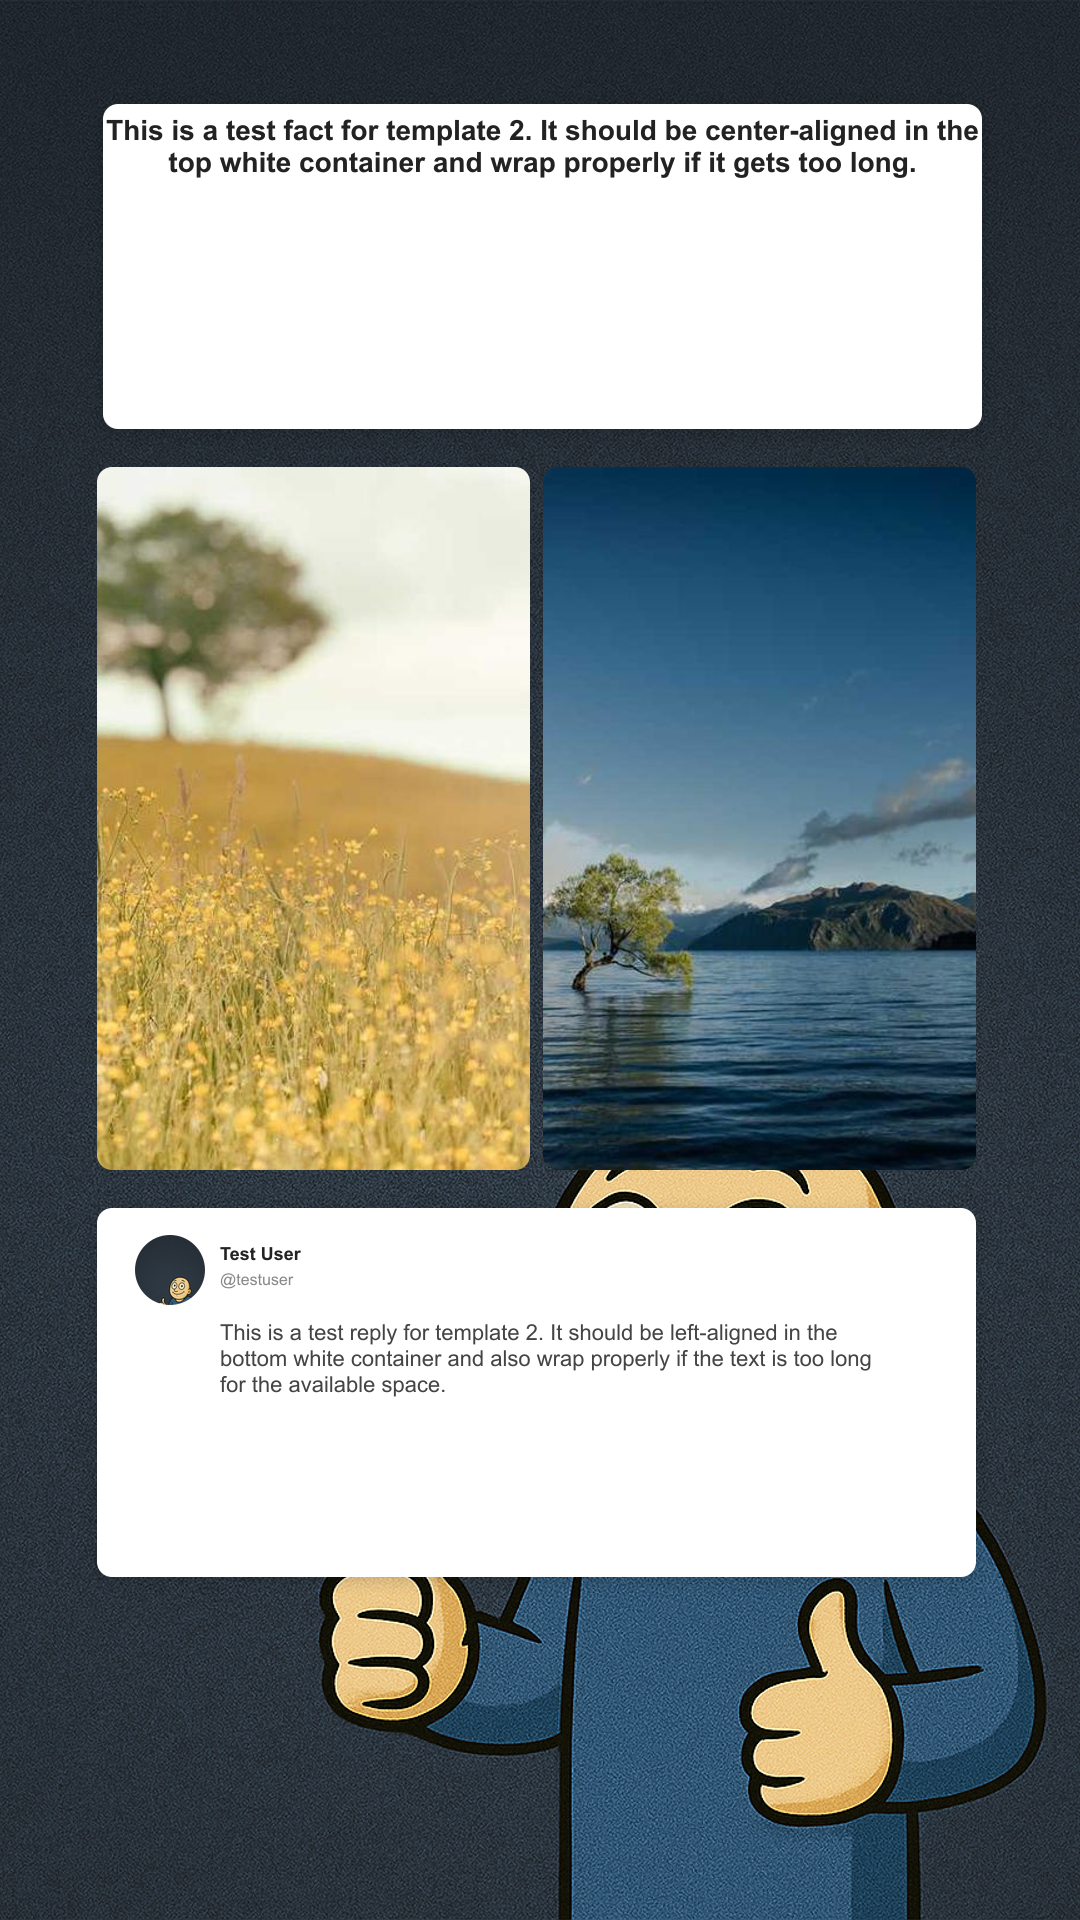 This is a test fact for template 2. It should be center-aligned in the
top white container and wrap properly if it gets too long.
Test User
@testuser
This is a test reply for template 2. It should be left-aligned in the
bottom white container and also wrap properly if the text is too long
for the available space.